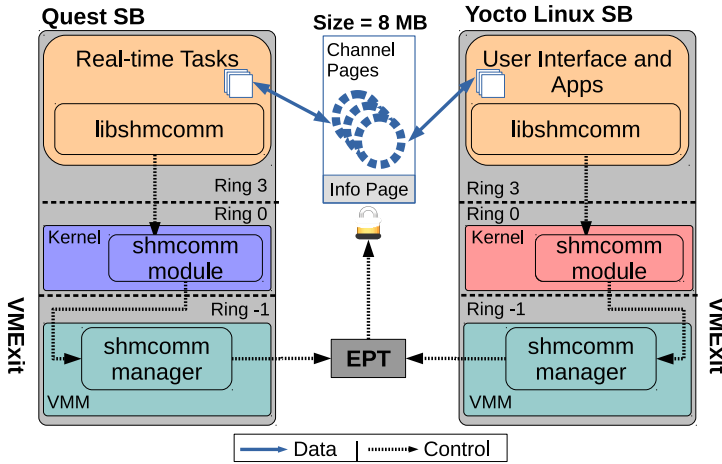 Quest SB
Size = 8 MB
Yocto Linux SB
Real-time Tasks
libshmcomm
Ring 3
Ring 0
Kernel
shmcomm
module
Ring -1
VMExit
shmcomm
manager
VMM
Channel
Pages
Info Page
EPT
User Interface and
Apps
libshmcomm
Ring 3
Ring 0
Kernel
shmcomm
module
Ring -1
VMExit
shmcomm
manager
VMM
Data | Control